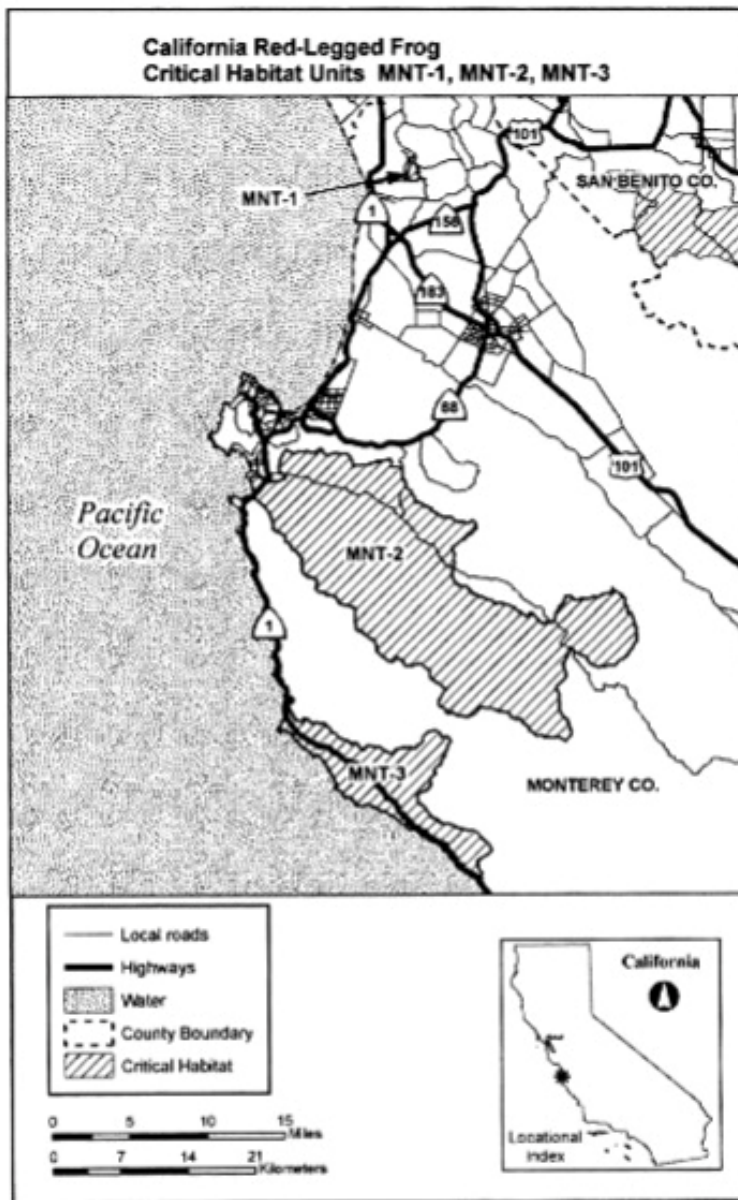 California Red-Legged Frog
Critical Habitat Units MNT-1, MNT-2, MNT-3
101
MNT-1
SAN BENITO CO.
1
156
183
68
101
Pacific
Ocean
MNT-2
1
MNT-3
MONTEREY CO.
Local roads
Highways
Water
County Boundary
Critical Habitat
California
Locational
Index
0 5 10 15
Miles
0 7 14 21
Kilometers